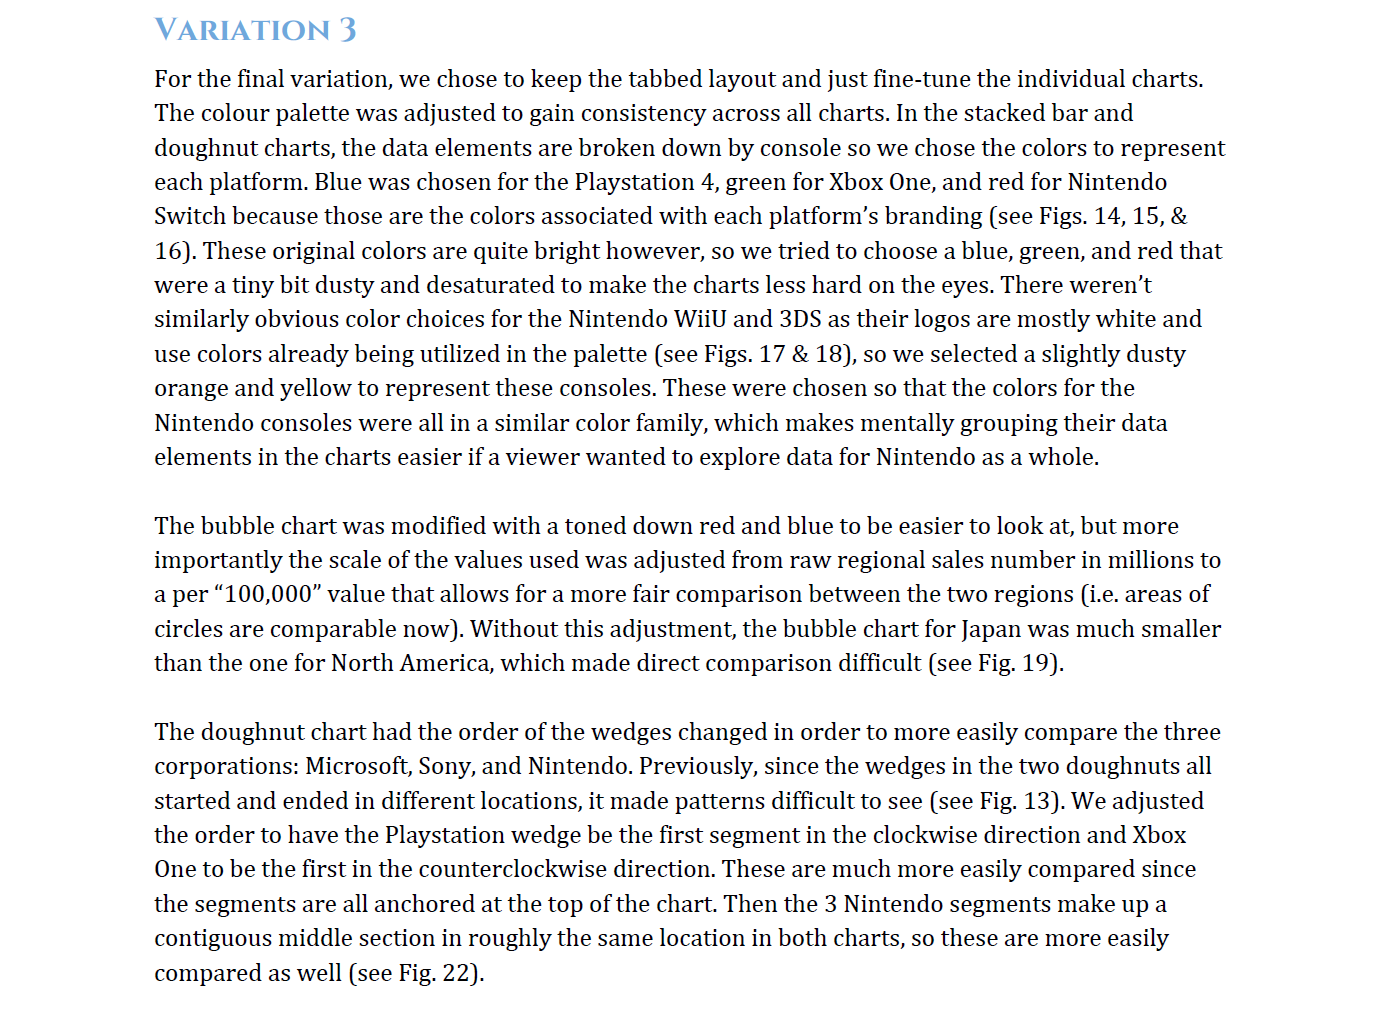 Variation 3
For the final variation, we chose to keep the tabbed layout and just fine-tune the individual charts.
The colour palette was adjusted to gain consistency across all charts. In the stacked bar and
doughnut charts, the data elements are broken down by console so we chose the colors to represent
each platform. Blue was chosen for the Playstation 4, green for Xbox One, and red for Nintendo
Switch because those are the colors associated with each platform’s branding (see Figs. 14, 15, &
16). These original colors are quite bright however, so we tried to choose a blue, green, and red that
were a tiny bit dusty and desaturated to make the charts less hard on the eyes. There weren’t
similarly obvious color choices for the Nintendo WiiU and 3DS as their logos are mostly white and
use colors already being utilized in the palette (see Figs. 17 & 18), so we selected a slightly dusty
orange and yellow to represent these consoles. These were chosen so that the colors for the
Nintendo consoles were all in a similar color family, which makes mentally grouping their data
elements in the charts easier if a viewer wanted to explore data for Nintendo as a whole.
The bubble chart was modified with a toned down red and blue to be easier to look at, but more
importantly the scale of the values used was adjusted from raw regional sales number in millions to
a per “100,000” value that allows for a more fair comparison between the two regions (i.e. areas of
circles are comparable now). Without this adjustment, the bubble chart for Japan was much smaller
than the one for North America, which made direct comparison difficult (see Fig. 19).
The doughnut chart had the order of the wedges changed in order to more easily compare the three
corporations: Microsoft, Sony, and Nintendo. Previously, since the wedges in the two doughnuts all
started and ended in different locations, it made patterns difficult to see (see Fig. 13). We adjusted
the order to have the Playstation wedge be the first segment in the clockwise direction and Xbox
One to be the first in the counterclockwise direction. These are much more easily compared since
the segments are all anchored at the top of the chart. Then the 3 Nintendo segments make up a
contiguous middle section in roughly the same location in both charts, so these are more easily
compared as well (see Fig. 22).